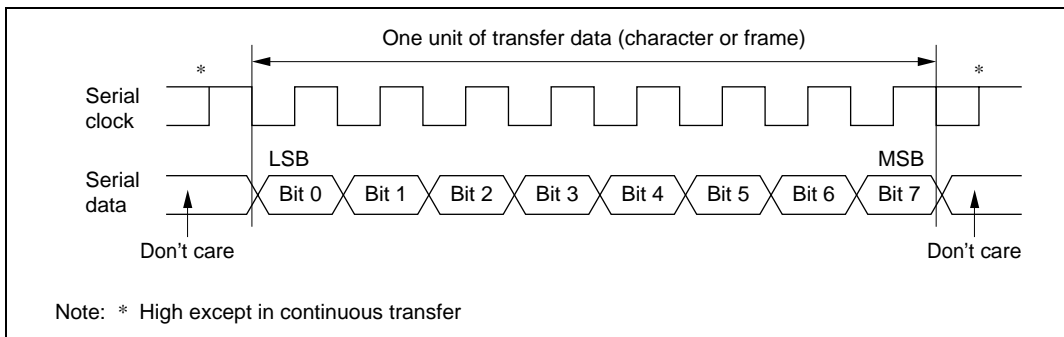 One unit of transfer data (character or frame)
* *
Serial
clock
LSB MSB
Serial
data
Bit 0 Bit 1 Bit 2 Bit 3 Bit 4 Bit 5 Bit 6 Bit 7
Don't care Don't care
Note: * High except in continuous transfer